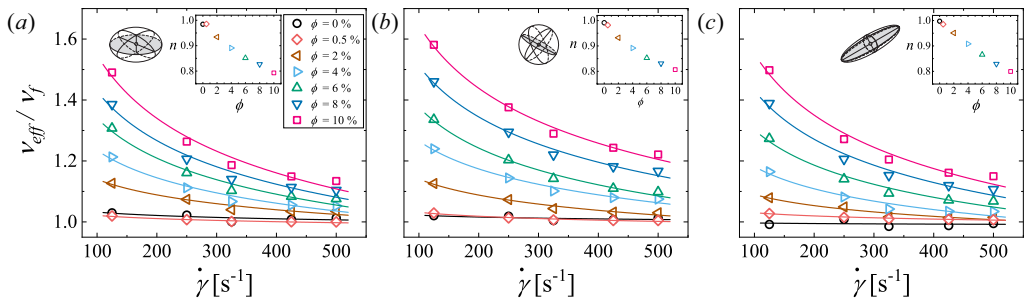 (a)
ν_eff / ν_f
1.6
1.4
1.2
1.0
100 200 300 400 500
γ̇ [s⁻¹]
n
1.0
0.9
0.8
0 2 4 6 8 10
ϕ
ϕ = 0 %
ϕ = 0.5 %
ϕ = 2 %
ϕ = 4 %
ϕ = 6 %
ϕ = 8 %
ϕ = 10 %
(b)
100 200 300 400 500
γ̇ [s⁻¹]
n
1.0
0.9
0.8
0 2 4 6 8 10
ϕ
(c)
100 200 300 400 500
γ̇ [s⁻¹]
n
1.0
0.9
0.8
0 2 4 6 8 10
ϕ